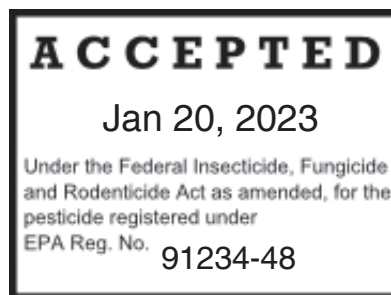 ACCEPTED
Jan 20, 2023
Under the Federal Insecticide, Fungicide
and Rodenticide Act as amended, for the
pesticide registered under
EPA Reg. No. 91234-48